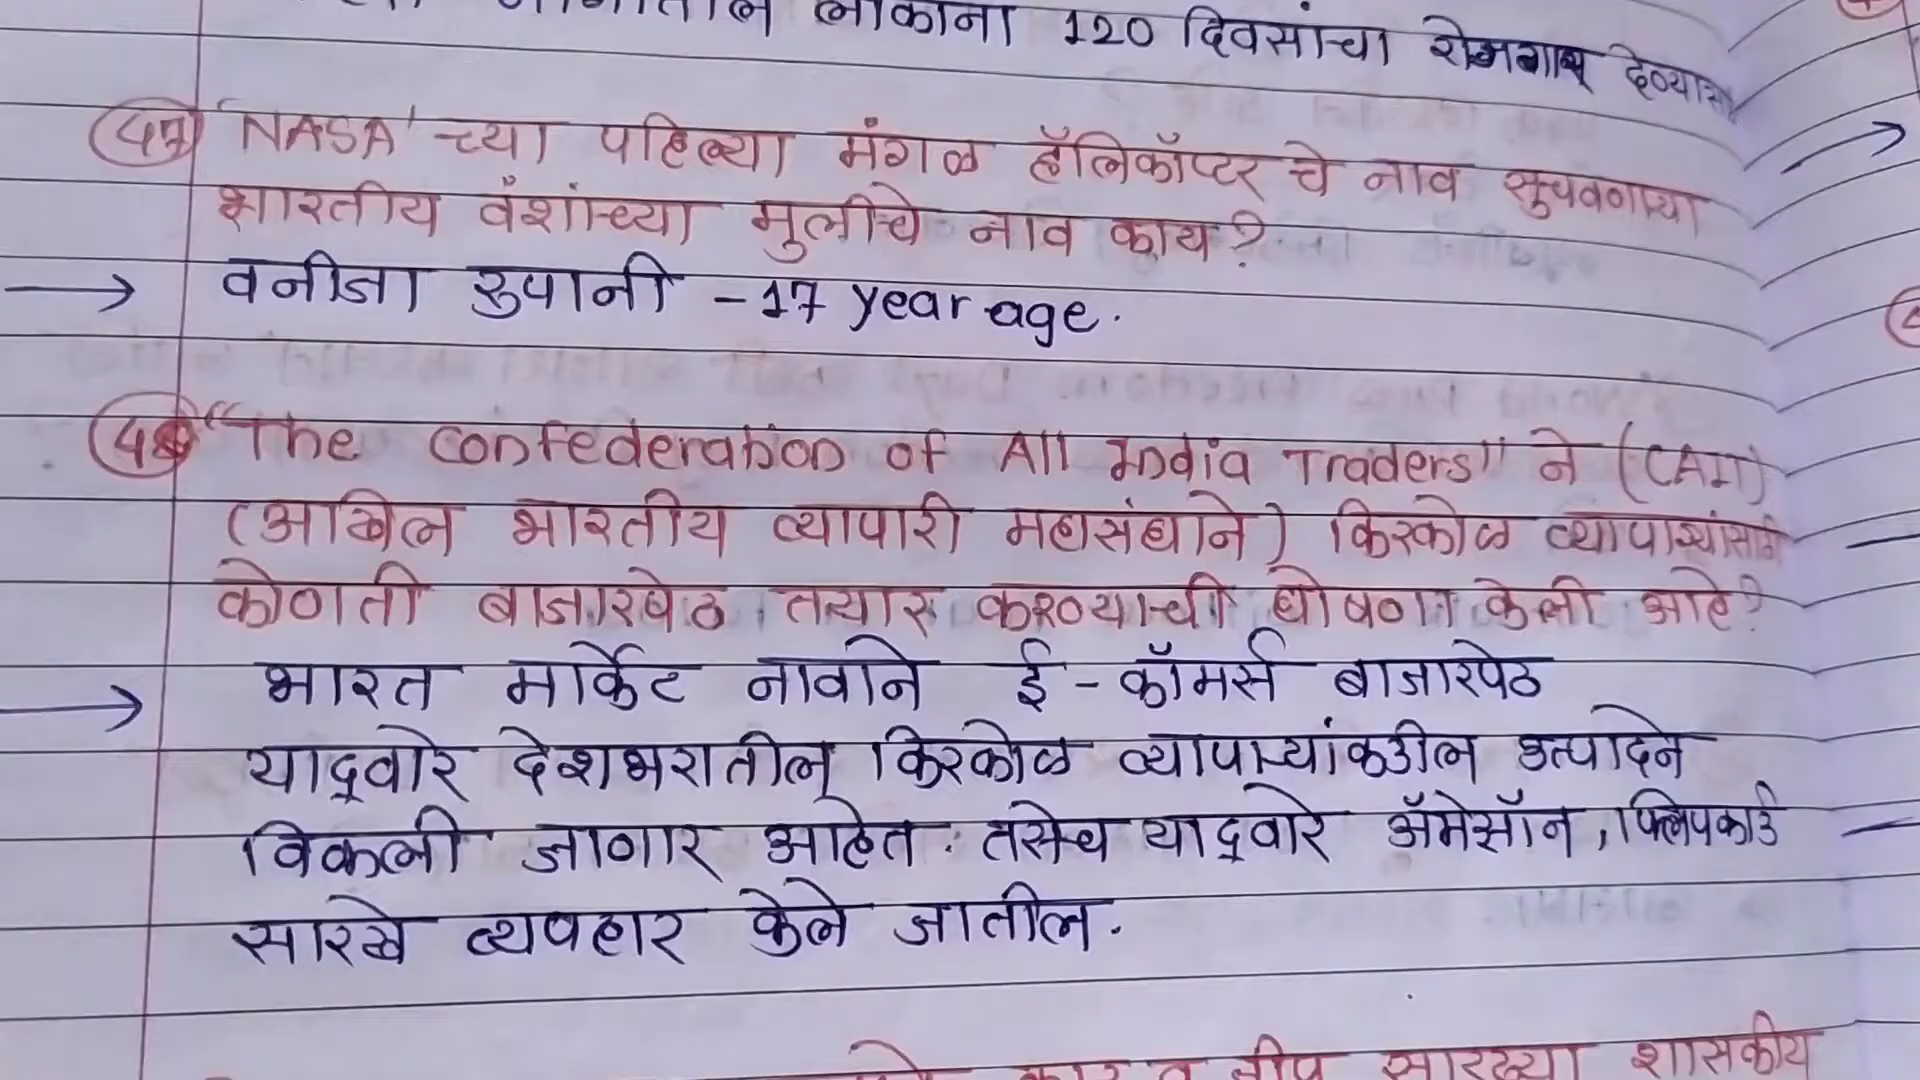 लोकांना 120 दिवसांचा रोजगार देण्यास
47 'NASA' च्या पहिल्या मंगळ हॅलिकॉप्टर चे नाव सुचवणाऱ्या
भारतीय वंशांच्या मुलीचे नाव काय?
→ वनीजा रुपानी - 17 year age.
48 "The confederation of All India Traders" ने (CAIT)
(अखिल भारतीय व्यापारी महासंघाने) किरकोळ व्यापाऱ्यांसाठी
कोणती बाजारपेठ तयार करण्याची घोषणा केली आहे?
→ भारत मार्केट नावाने ई - कॉमर्स बाजारपेठ
याद्वारे देशभरातील किरकोळ व्यापाऱ्यांकडील उत्पादने
विकली जाणार आहेत. तसेच याद्वारे ॲमेझॉन, फ्लिपकार्ड
सारखे व्यवहार केले जातील.
सारख्या शासकीय